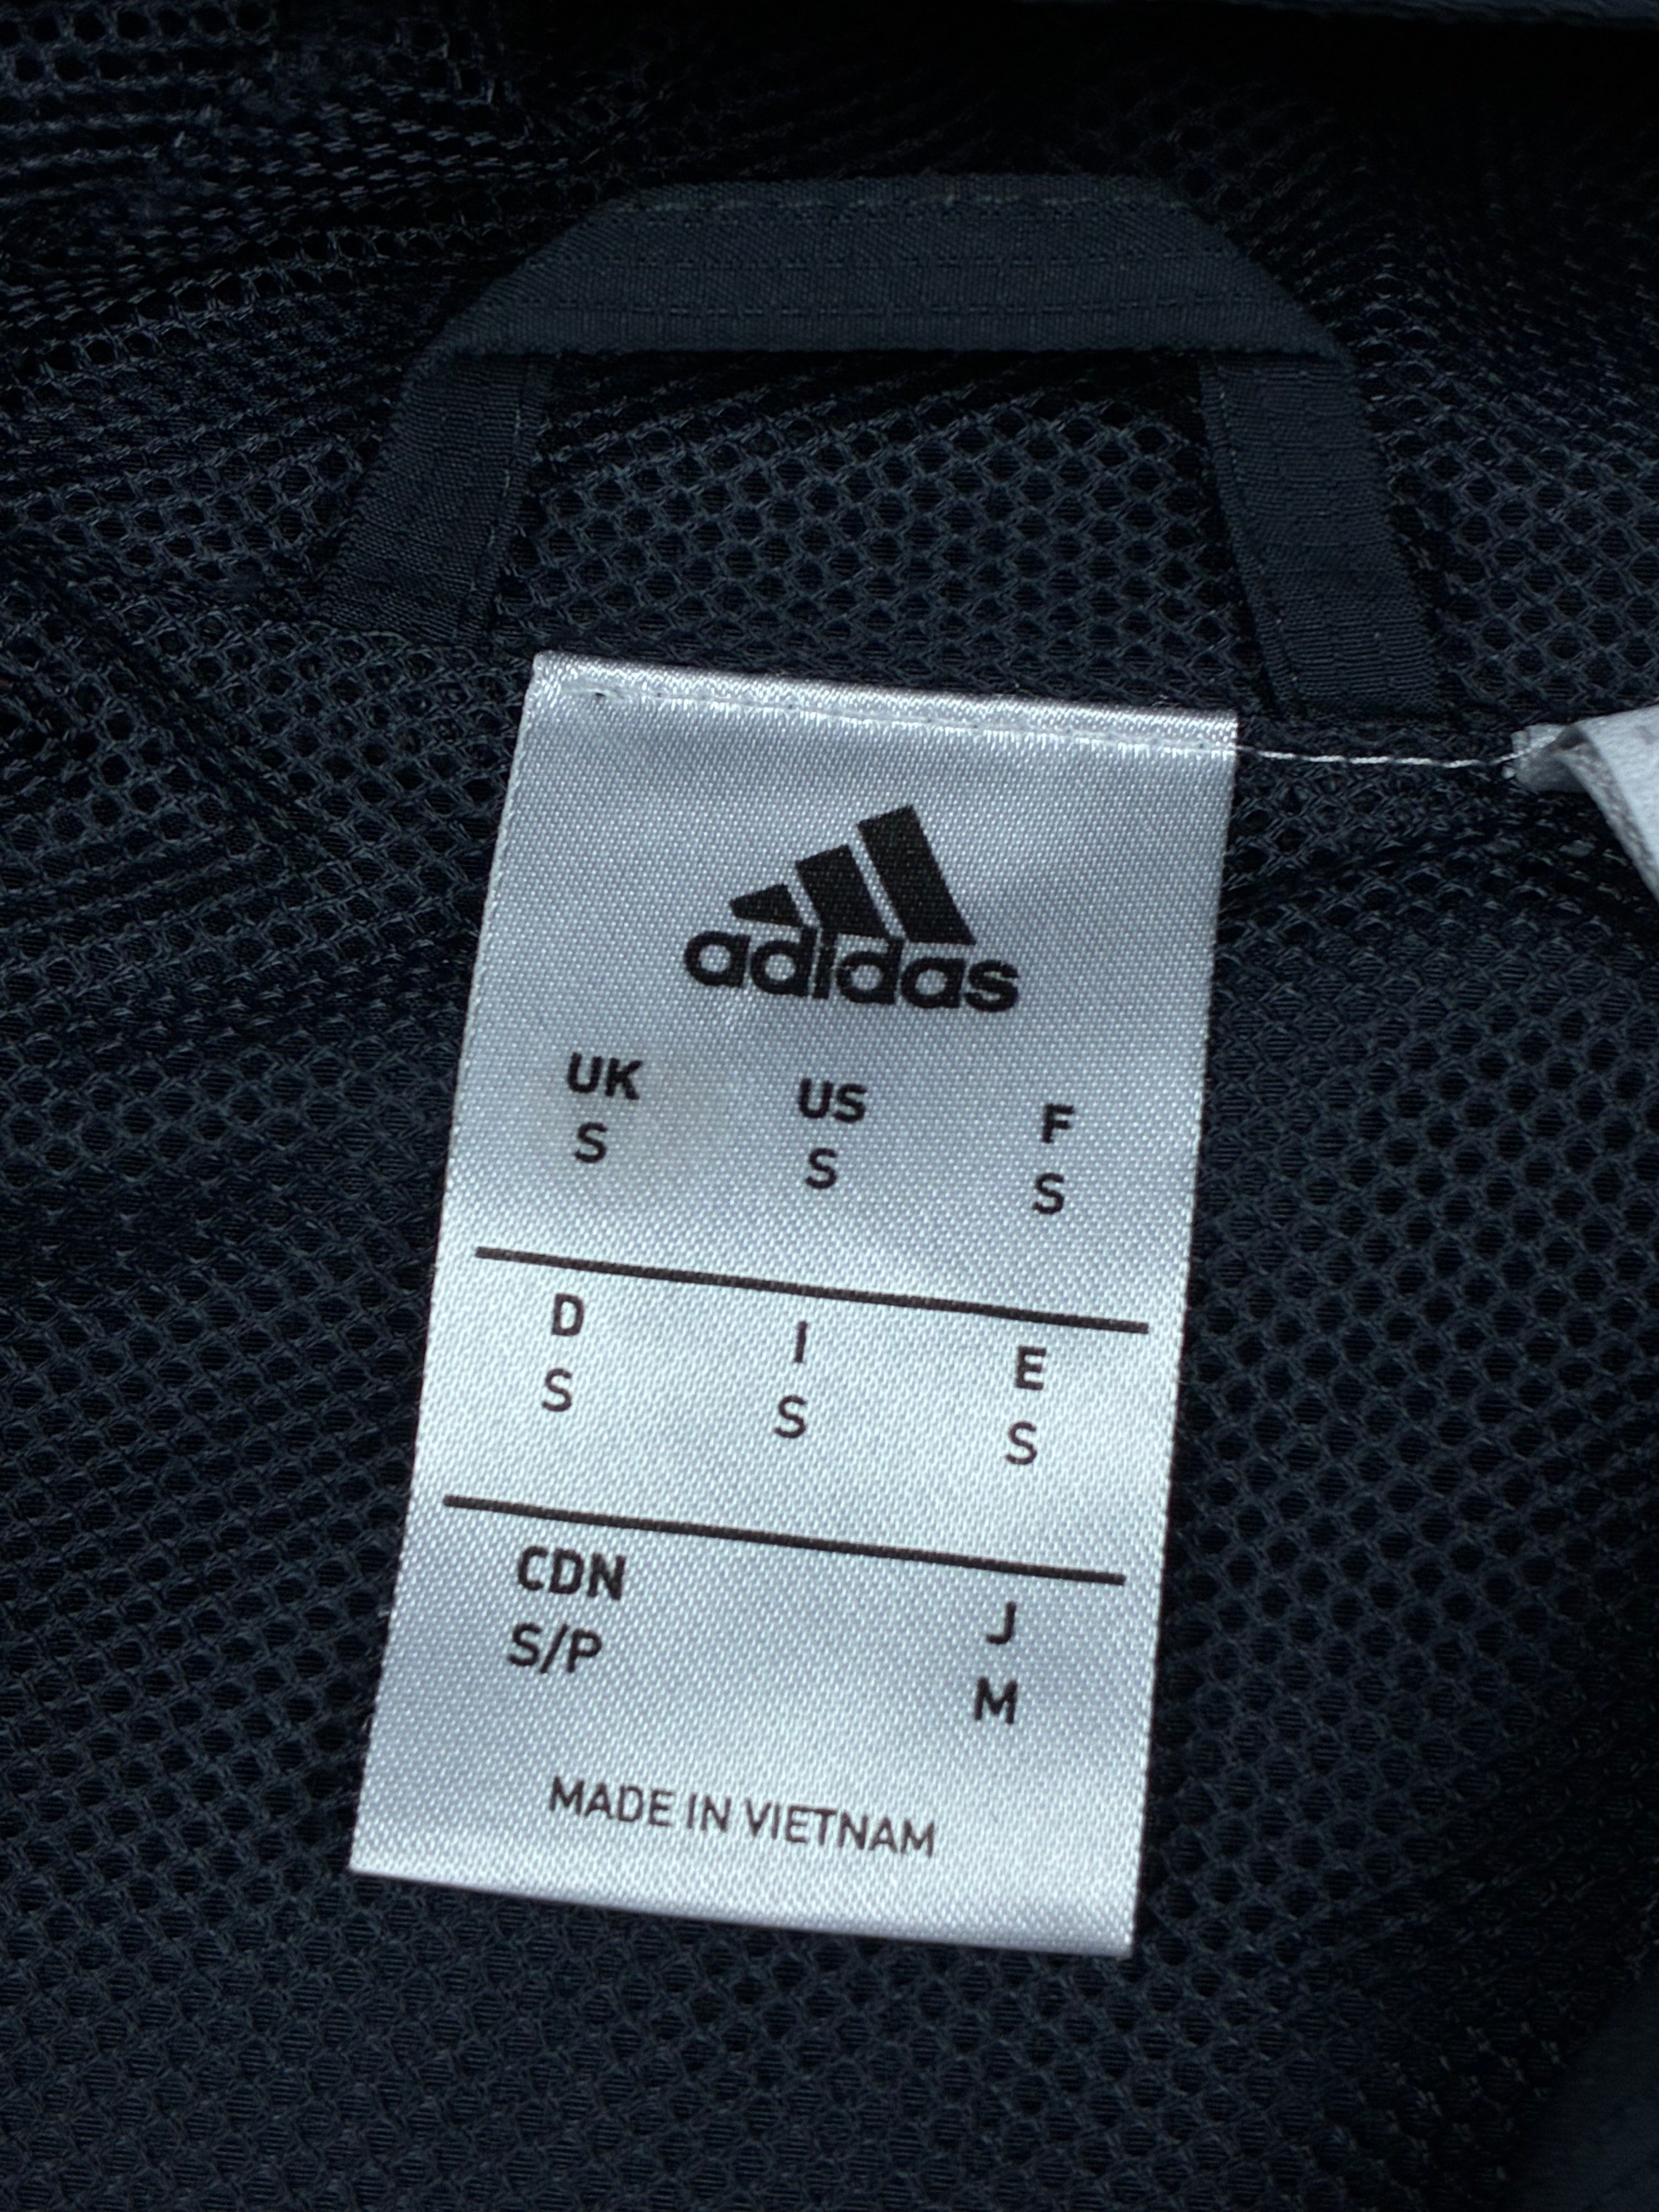 adidas
UK US F
S S S
D I E
S S S
CDN J
S/P M
MADE IN VIETNAM